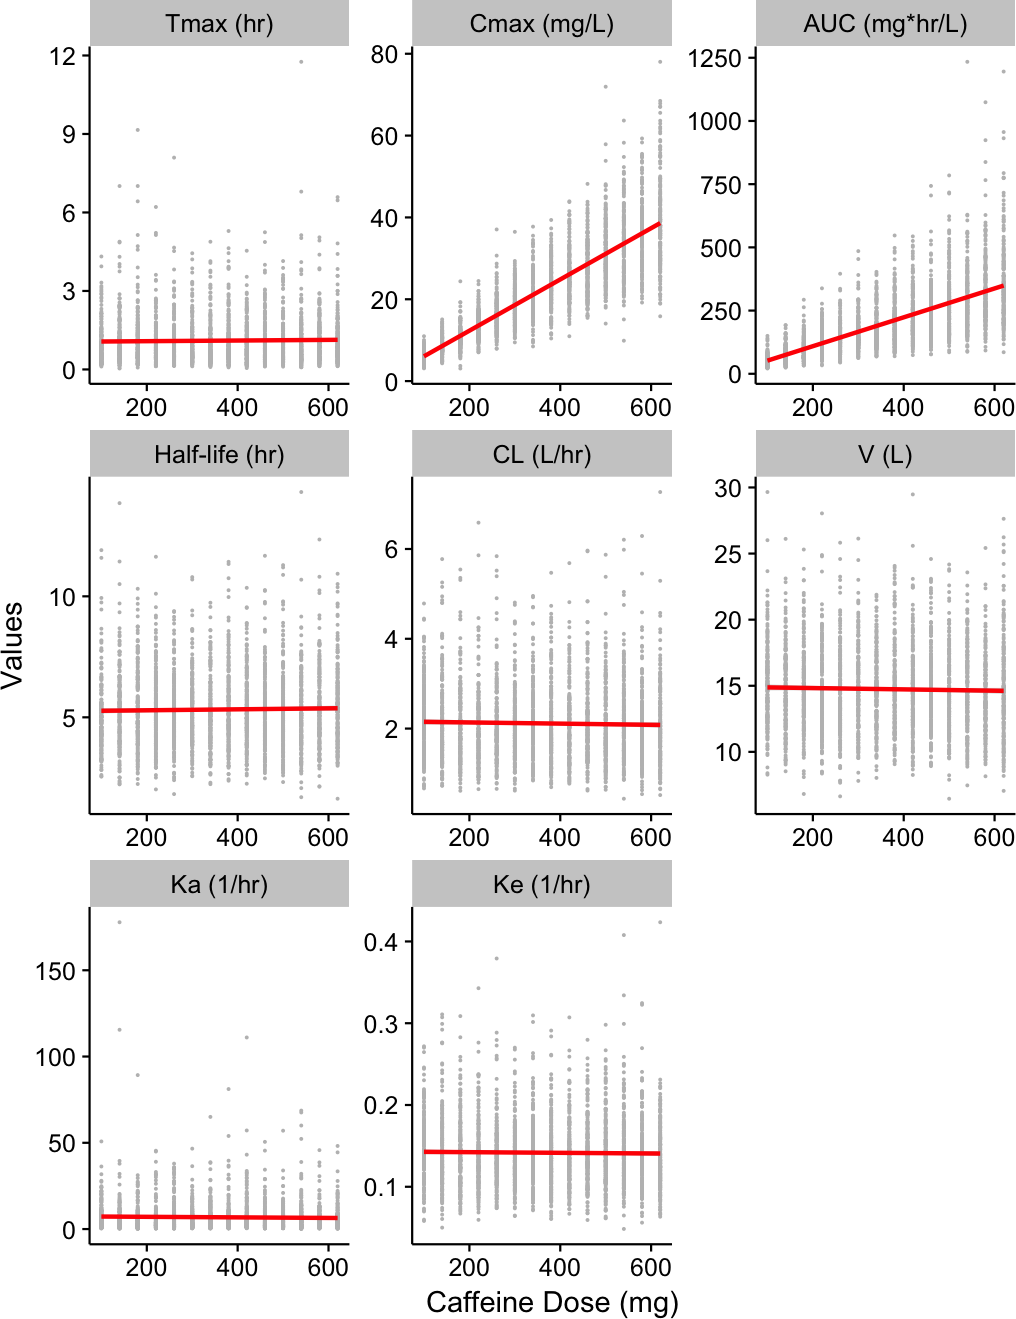 Tmax (hr) Cmax (mg/L) AUC (mg*hr/L)
12 80 1250
9 60 1000
6 40 750
3 20 500
0 0 250
0
200 400 600 200 400 600 200 400 600
Half-life (hr) CL (L/hr) V (L)
10 6 30
5 4 25
2 20
15
10
Values
200 400 600 200 400 600 200 400 600
Ka (1/hr) Ke (1/hr)
150 0.4
100 0.3
50 0.2
0 0.1
200 400 600 200 400 600
Caffeine Dose (mg)